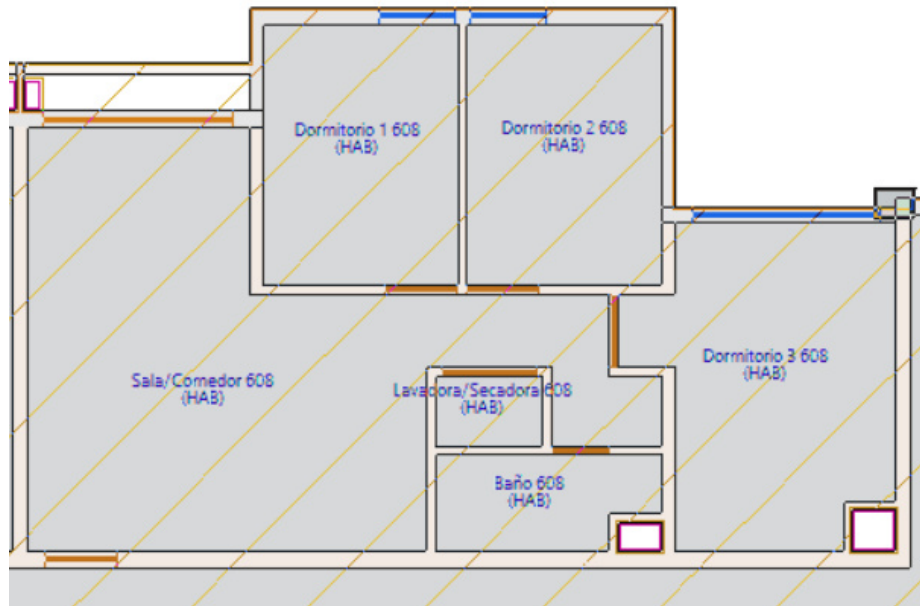 Dormitorio 1 608
(HAB)
Dormitorio 2 608
(HAB)
Dormitorio 3 608
(HAB)
Sala/Comedor 608
(HAB)
Lavadora/Secadora 608
(HAB)
Baño 608
(HAB)